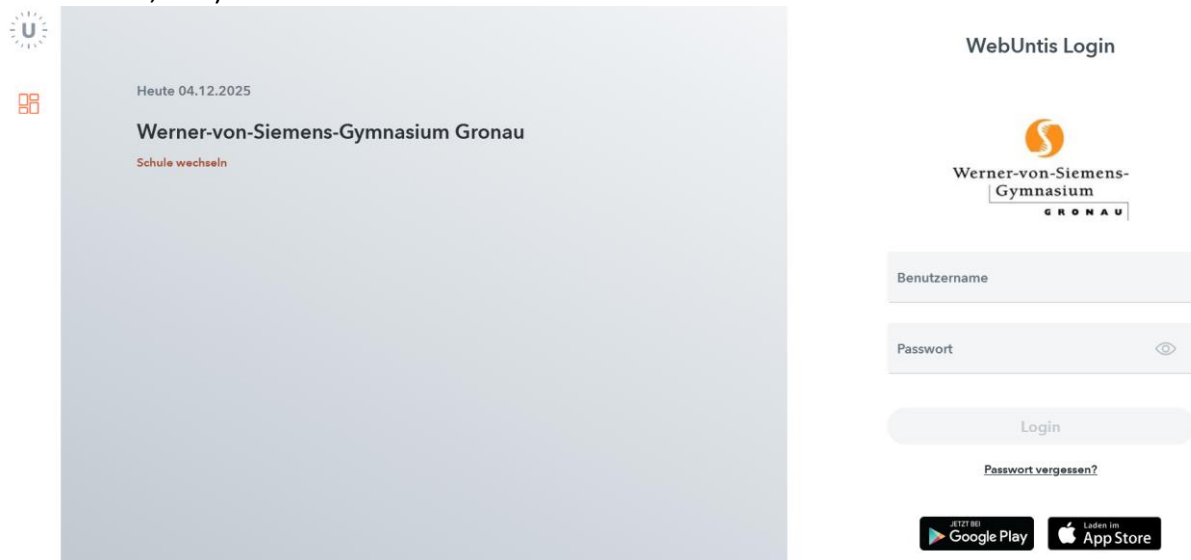 U
Heute 04.12.2025
Werner-von-Siemens-Gymnasium Gronau
Schule wechseln
WebUntis Login
Werner-von-Siemens-
Gymnasium
GRONAU
Benutzername
Passwort
Login
Passwort vergessen?
JETZT BEI
Google Play
Laden im
App Store